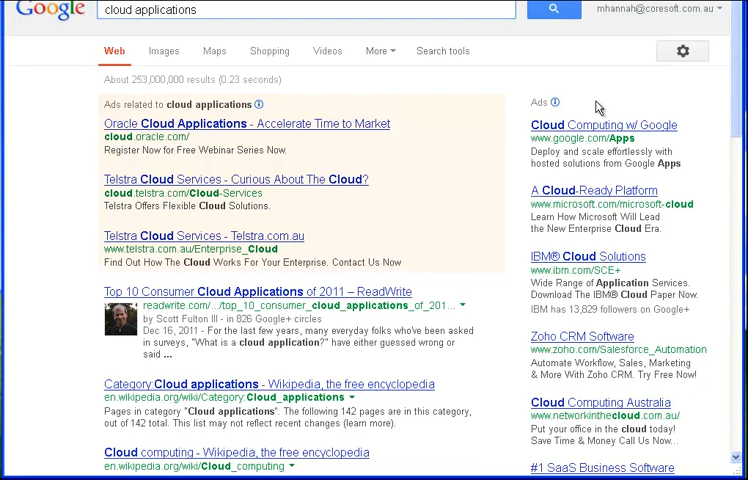 Google
cloud applications
mhannah@coresoft.com.au
Web Images Maps Shopping Videos More Search tools
About 253,000,000 results (0.23 seconds)
Ads related to cloud applications
Oracle Cloud Applications - Accelerate Time to Market
cloud.oracle.com/
Register Now for Free Webinar Series Now.
Telstra Cloud Services - Curious About The Cloud?
cloud.telstra.com/Cloud-Services
Telstra Offers Flexible Cloud Solutions.
Telstra Cloud Services - Telstra.com.au
www.telstra.com.au/Enterprise_Cloud
Find Out How The Cloud Works For Your Enterprise. Contact Us Now
Top 10 Consumer Cloud Applications of 2011 – ReadWrite
readwrite.com/.../top_10_consumer_cloud_applications_of_201...
by Scott Fulton III - in 826 Google+ circles
Dec 16, 2011 - For the last few years, many everyday folks who've been asked
in surveys, "What is a cloud application?" have either guessed wrong or
said ...
Category:Cloud applications - Wikipedia, the free encyclopedia
en.wikipedia.org/wiki/Category:Cloud_applications
Pages in category "Cloud applications". The following 142 pages are in this category,
out of 142 total. This list may not reflect recent changes (learn more).
Cloud computing - Wikipedia, the free encyclopedia
en.wikipedia.org/wiki/Cloud_computing
Ads
Cloud Computing w/ Google
www.google.com/Apps
Deploy and scale effortlessly with
hosted solutions from Google Apps
A Cloud-Ready Platform
www.microsoft.com/microsoft-cloud
Learn How Microsoft Will Lead
the New Enterprise Cloud Era.
IBM® Cloud Solutions
www.ibm.com/SCE+
Wide Range of Application Services.
Download The IBM® Cloud Paper Now.
IBM has 13,829 followers on Google+
Zoho CRM Software
www.zoho.com/Salesforce_Automation
Automate Workflow, Sales, Marketing
& More With Zoho CRM. Try Free Now!
Cloud Computing Australia
www.networkinthecloud.com.au/
Put your office in the cloud today!
Save Time & Money Call Us Now...
#1 SaaS Business Software